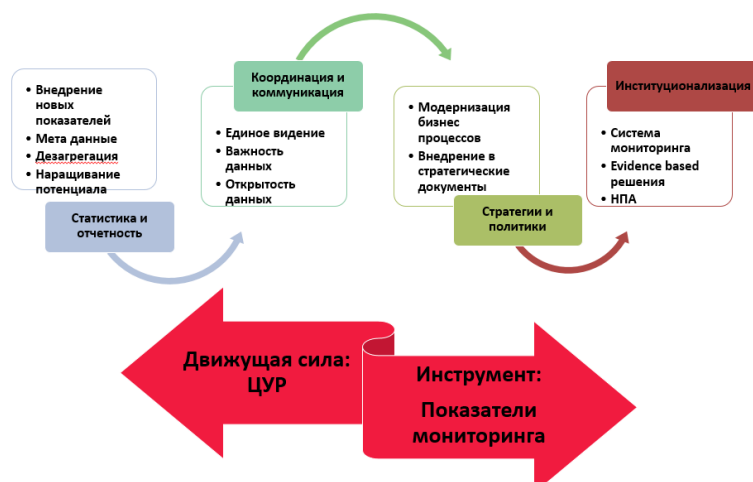 • Внедрение
новых
показателей
• Мета данные
• Дезагрегация
• Наращивание
потенциала
Статистика и
отчетность
Координация и
коммуникация
• Единое видение
• Важность
данных
• Открытость
данных
• Модернизация
бизнес
процессов
• Внедрение в
стратегические
документы
Стратегии и
политики
Институционализация
• Система
мониторинга
• Evidence based
решения
• НПА
Движущая сила:
ЦУР
Инструмент:
Показатели
мониторинга